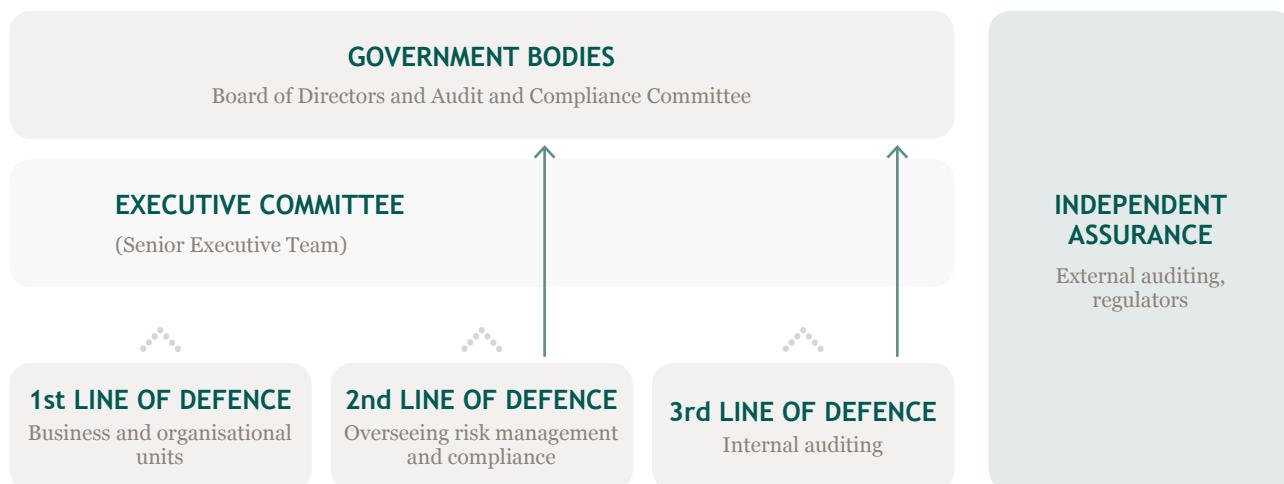 GOVERNMENT BODIES
Board of Directors and Audit and Compliance Committee
EXECUTIVE COMMITTEE
(Senior Executive Team)
1st LINE OF DEFENCE
Business and organisational
units
2nd LINE OF DEFENCE
Overseeing risk management
and compliance
3rd LINE OF DEFENCE
Internal auditing
INDEPENDENT
ASSURANCE
External auditing,
regulators